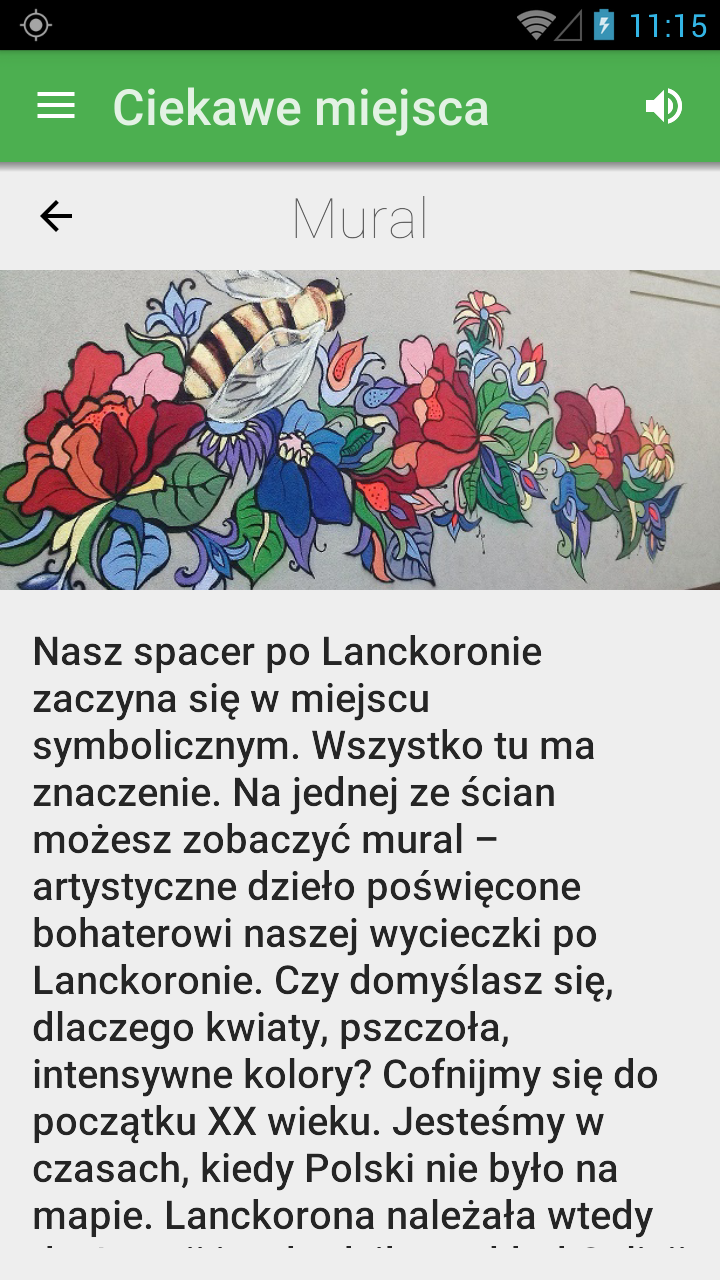 11:15
Ciekawe miejsca
Mural
Nasz spacer po Lanckoronie
zaczyna się w miejscu
symbolicznym. Wszystko tu ma
znaczenie. Na jednej ze ścian
możesz zobaczyć mural –
artystyczne dzieło poświęcone
bohaterowi naszej wycieczki po
Lanckoronie. Czy domyślasz się,
dlaczego kwiaty, pszczoła,
intensywne kolory? Cofnijmy się do
początku XX wieku. Jesteśmy w
czasach, kiedy Polski nie było na
mapie. Lanckorona należała wtedy